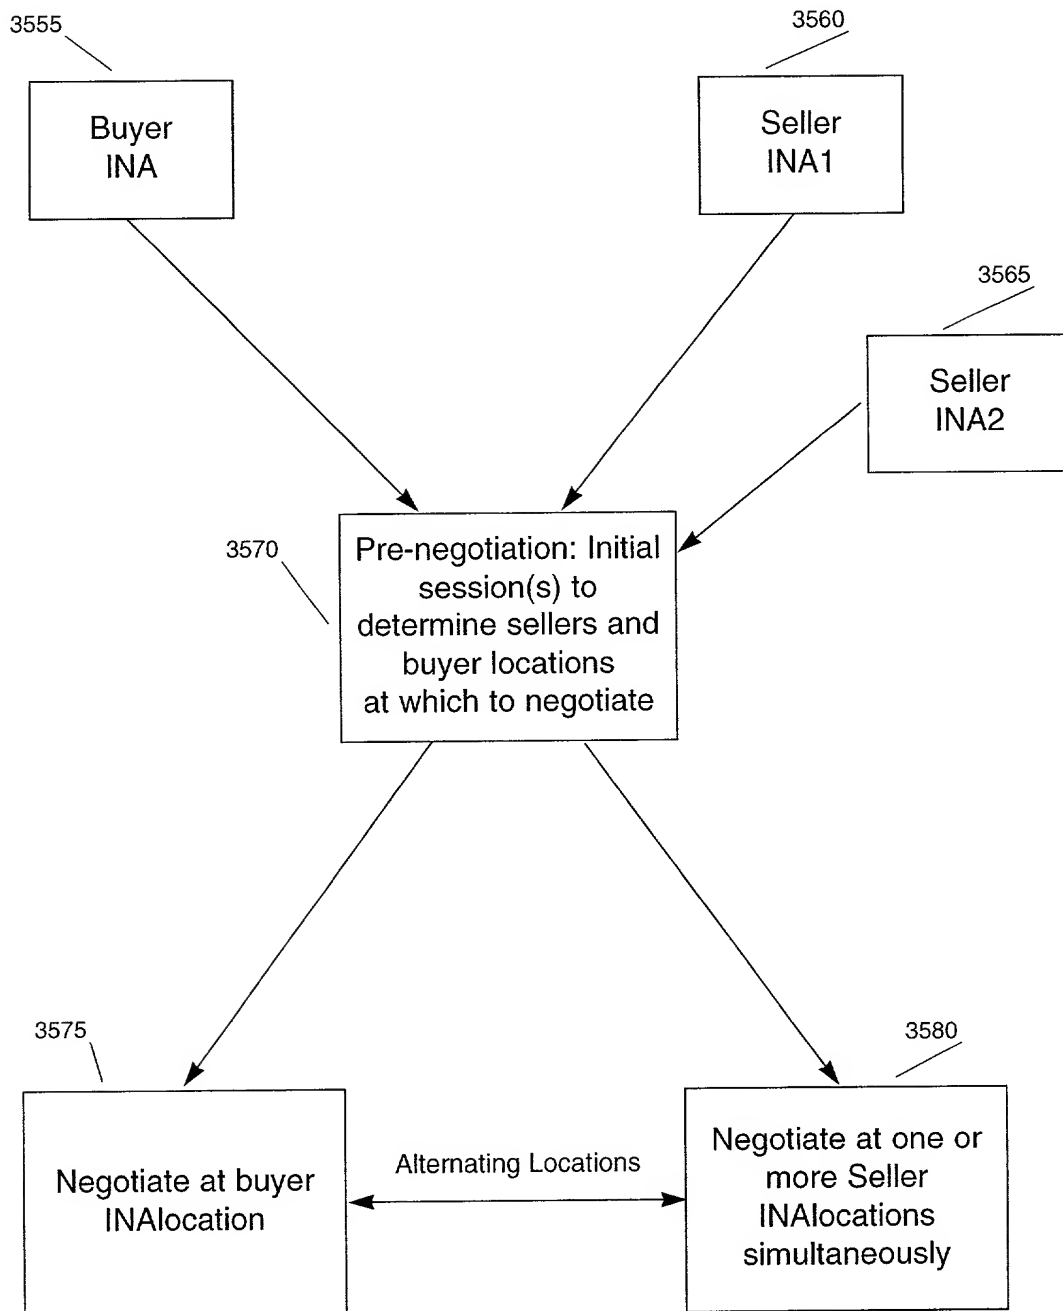 3555
3560
Buyer
INA
Seller
INA1
3565
Seller
INA2
3570
Pre-negotiation: Initial
session(s) to
determine sellers and
buyer locations
at which to negotiate
3575
3580
Negotiate at buyer
INAlocation
Alternating Locations
Negotiate at one or
more Seller
INAlocations
simultaneously